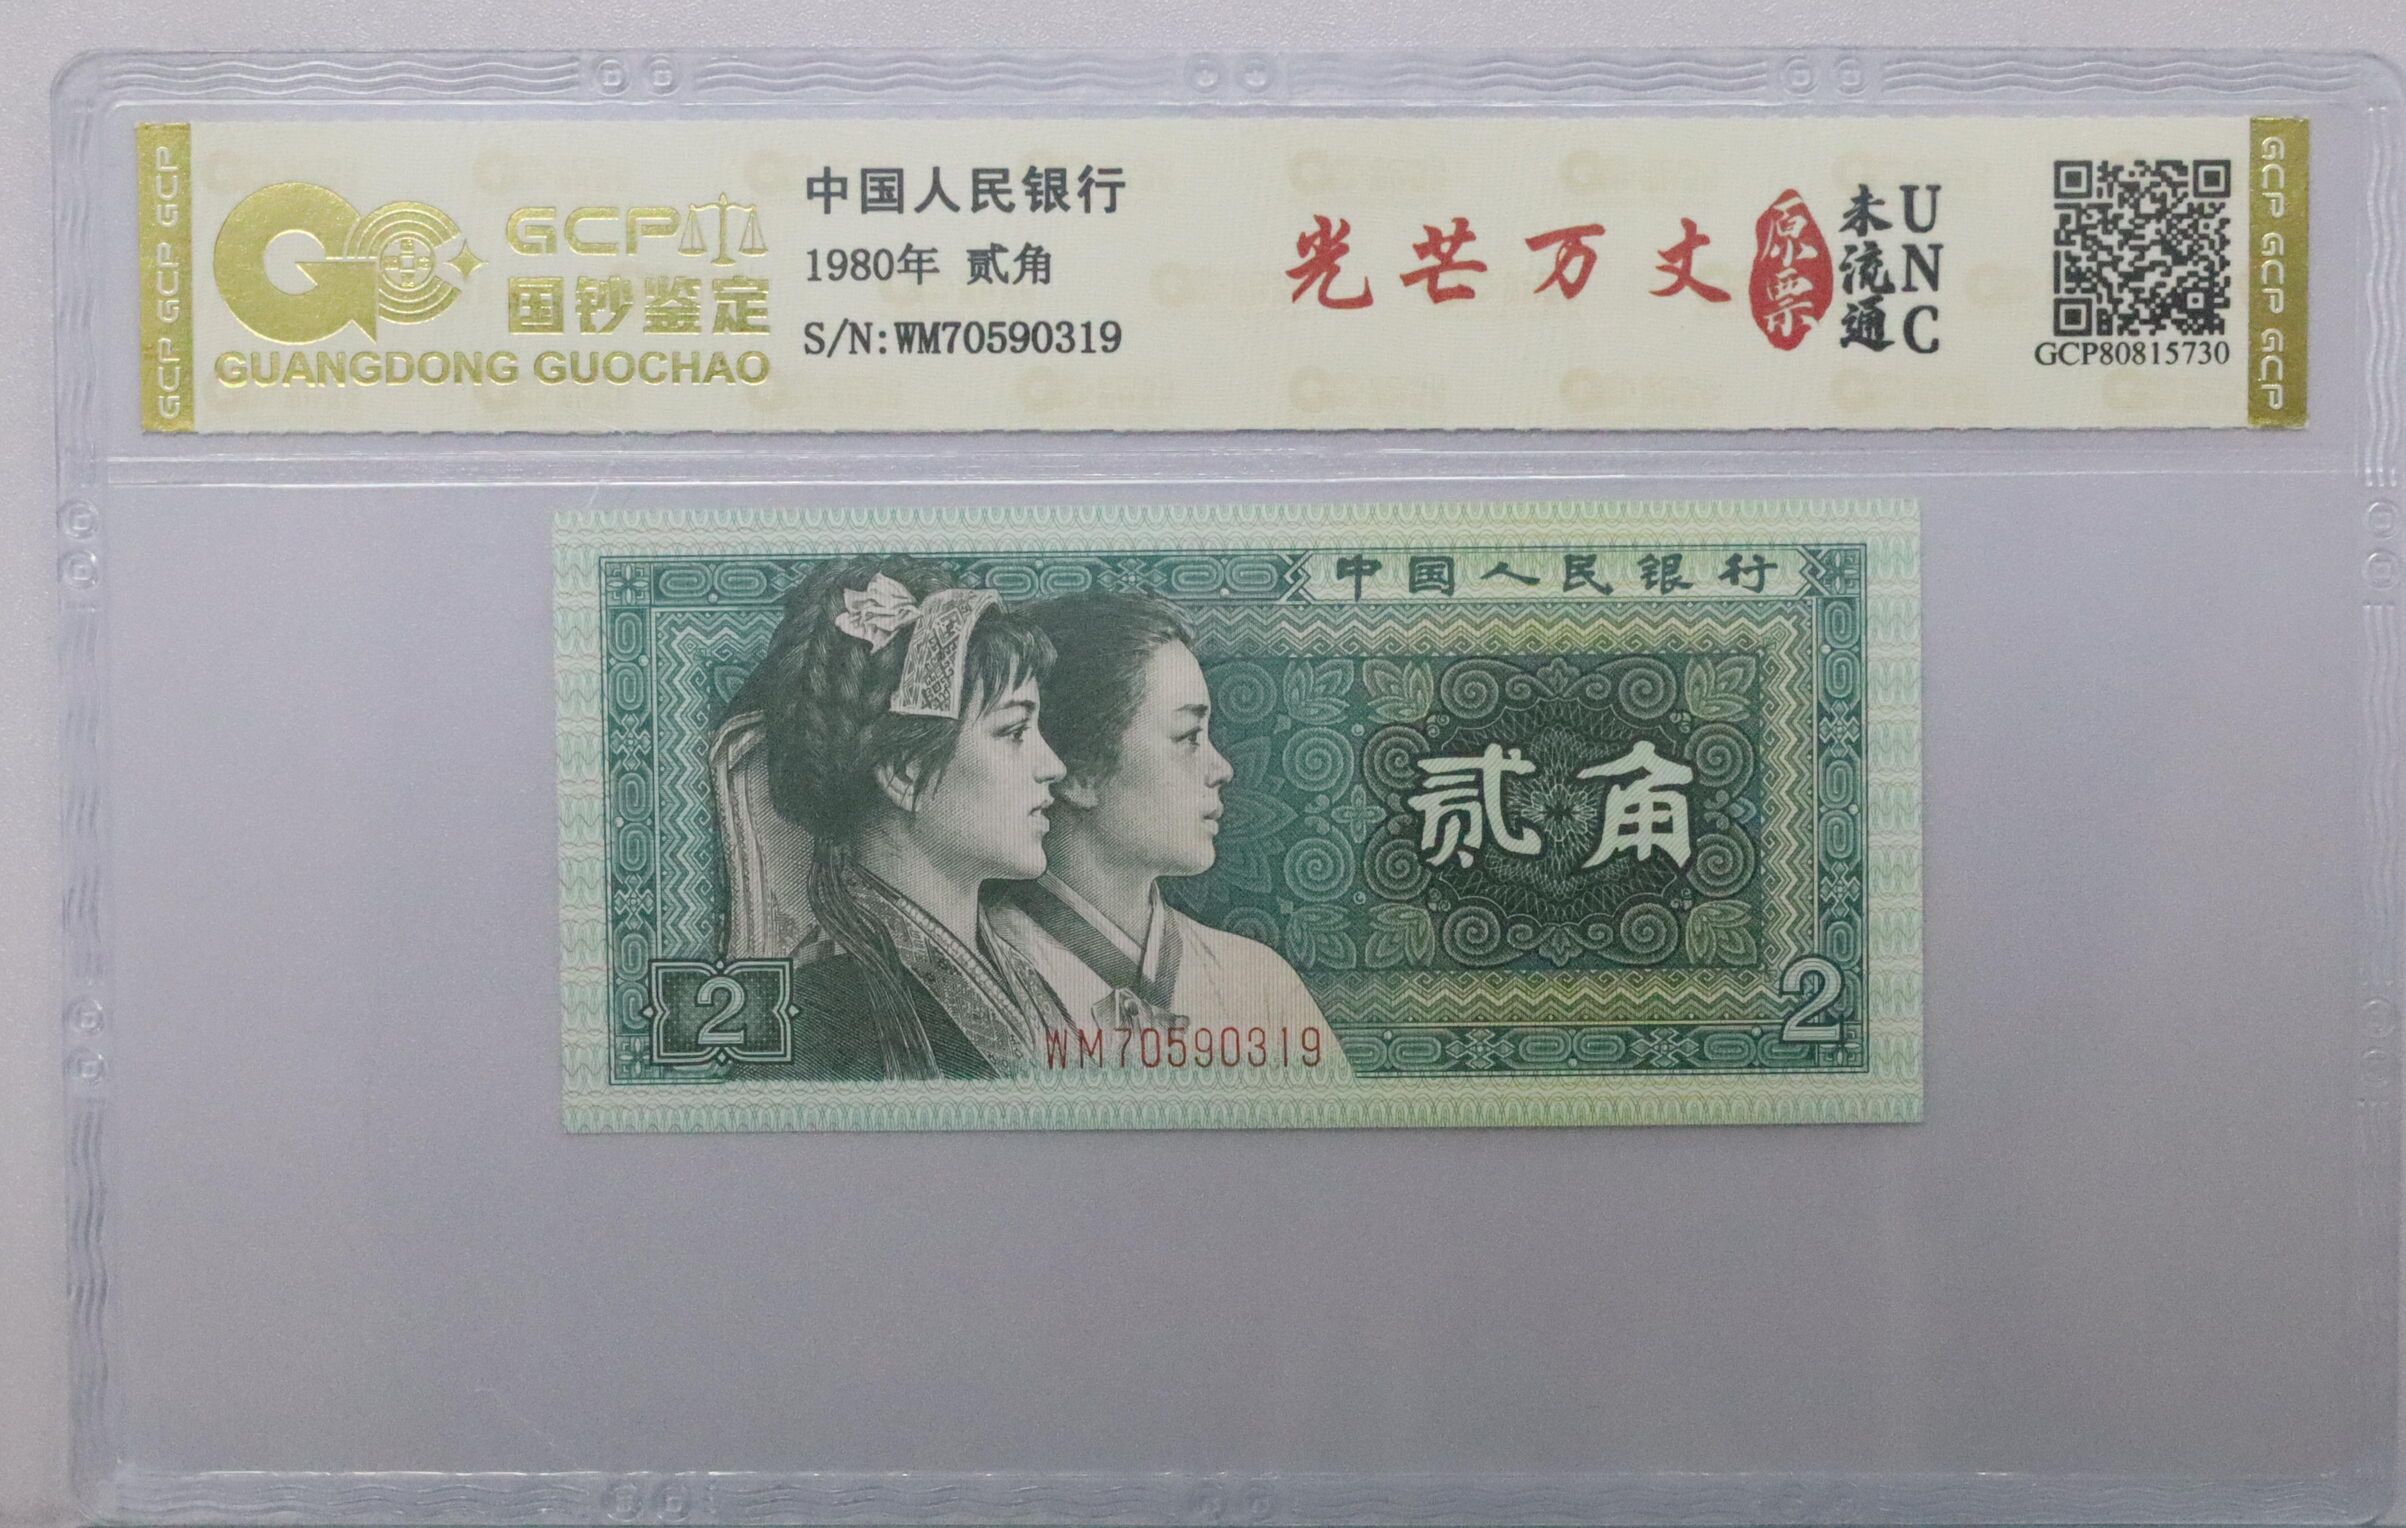 GCP GCP GCP
GCP
国钞鉴定
GUANGDONG GUOCHAO
中国人民银行
1980年 贰角
S/N:WM70590319
光芒万丈
原票
未流通
UNC
GCP80815730
GCP GCP GCP
中国人民银行
贰角
2
2
WM70590319